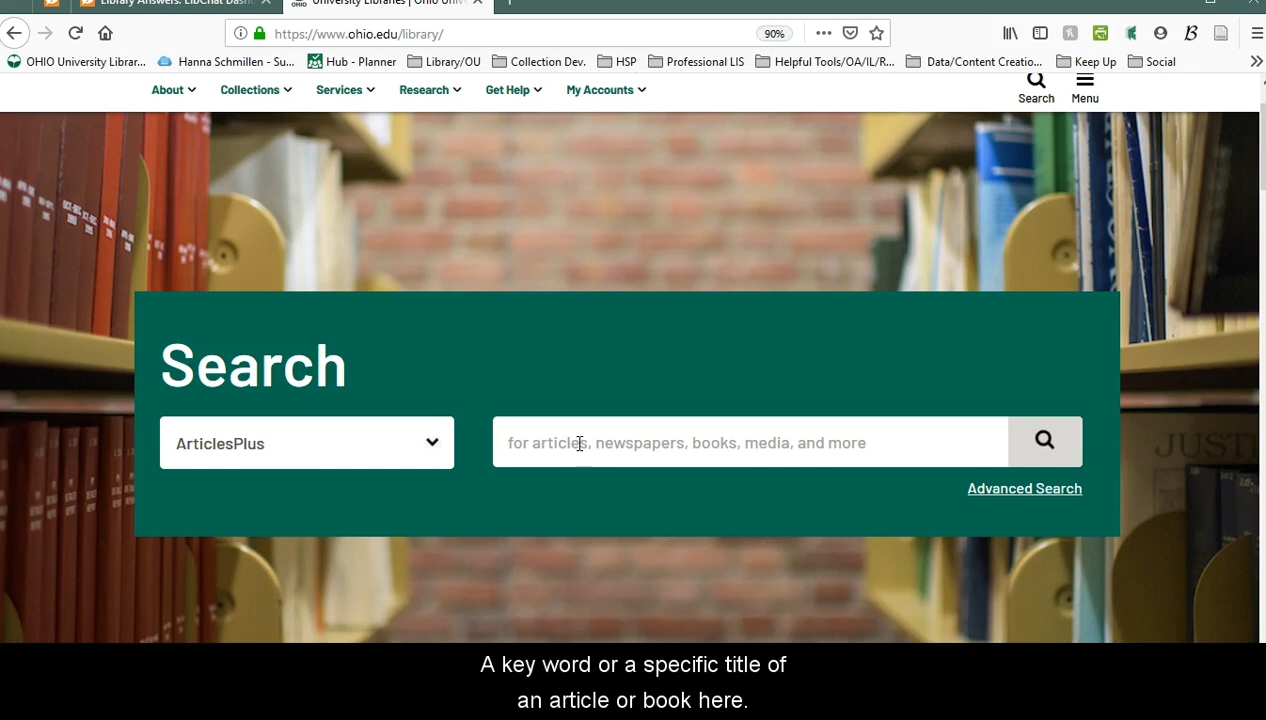 Library Answers: LibChat Dash
University Libraries | Ohio Univ
https://www.ohio.edu/library/
90%
OHIO University Librar... Hanna Schmillen - Su... Hub - Planner Library/OU Collection Dev. HSP Professional LIS Helpful Tools/OA/IL/R... Data/Content Creatio... Keep Up Social
About Collections Services Research Get Help My Accounts Search Menu
Search
ArticlesPlus for articles, newspapers, books, media, and more
Advanced Search
A key word or a specific title of
an article or book here.